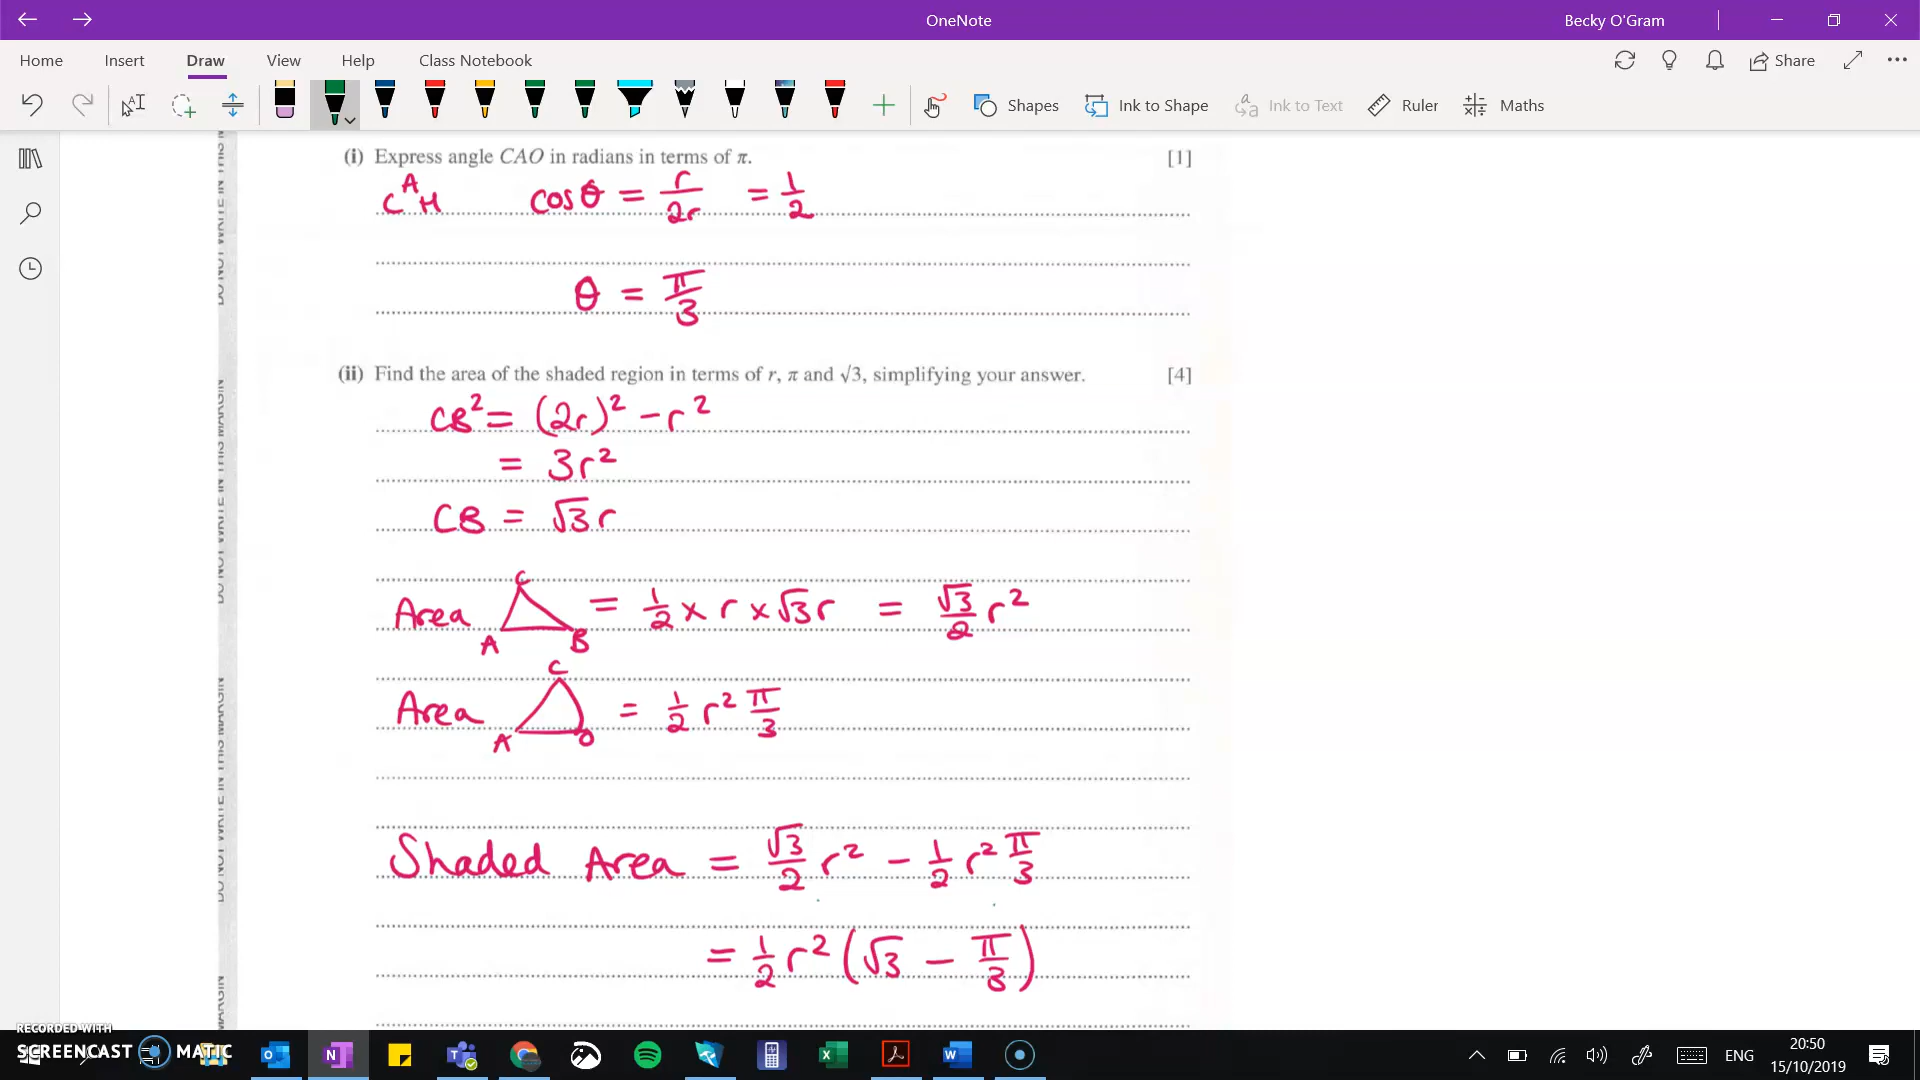 OneNote
Becky O'Gram
Home Insert Draw View Help Class Notebook
Share
Shapes Ink to Shape Ink to Text Ruler Maths
(i) Express angle CAO in radians in terms of π. [1]
CAH cosθ = r/2r = 1/2
θ = π/3
(ii) Find the area of the shaded region in terms of r, π and √3, simplifying your answer. [4]
CB² = (2r)² - r²
= 3r²
CB = √3r
C
Area = 1/2 × r × √3r = √3/2 r²
A B
C
Area = 1/2 r² π/3
A O
Shaded Area = √3/2 r² - 1/2 r² π/3
= 1/2 r² (√3 - π/3)
RECORDED WITH
SCREENCAST MATIC
ENG
20:50
15/10/2019